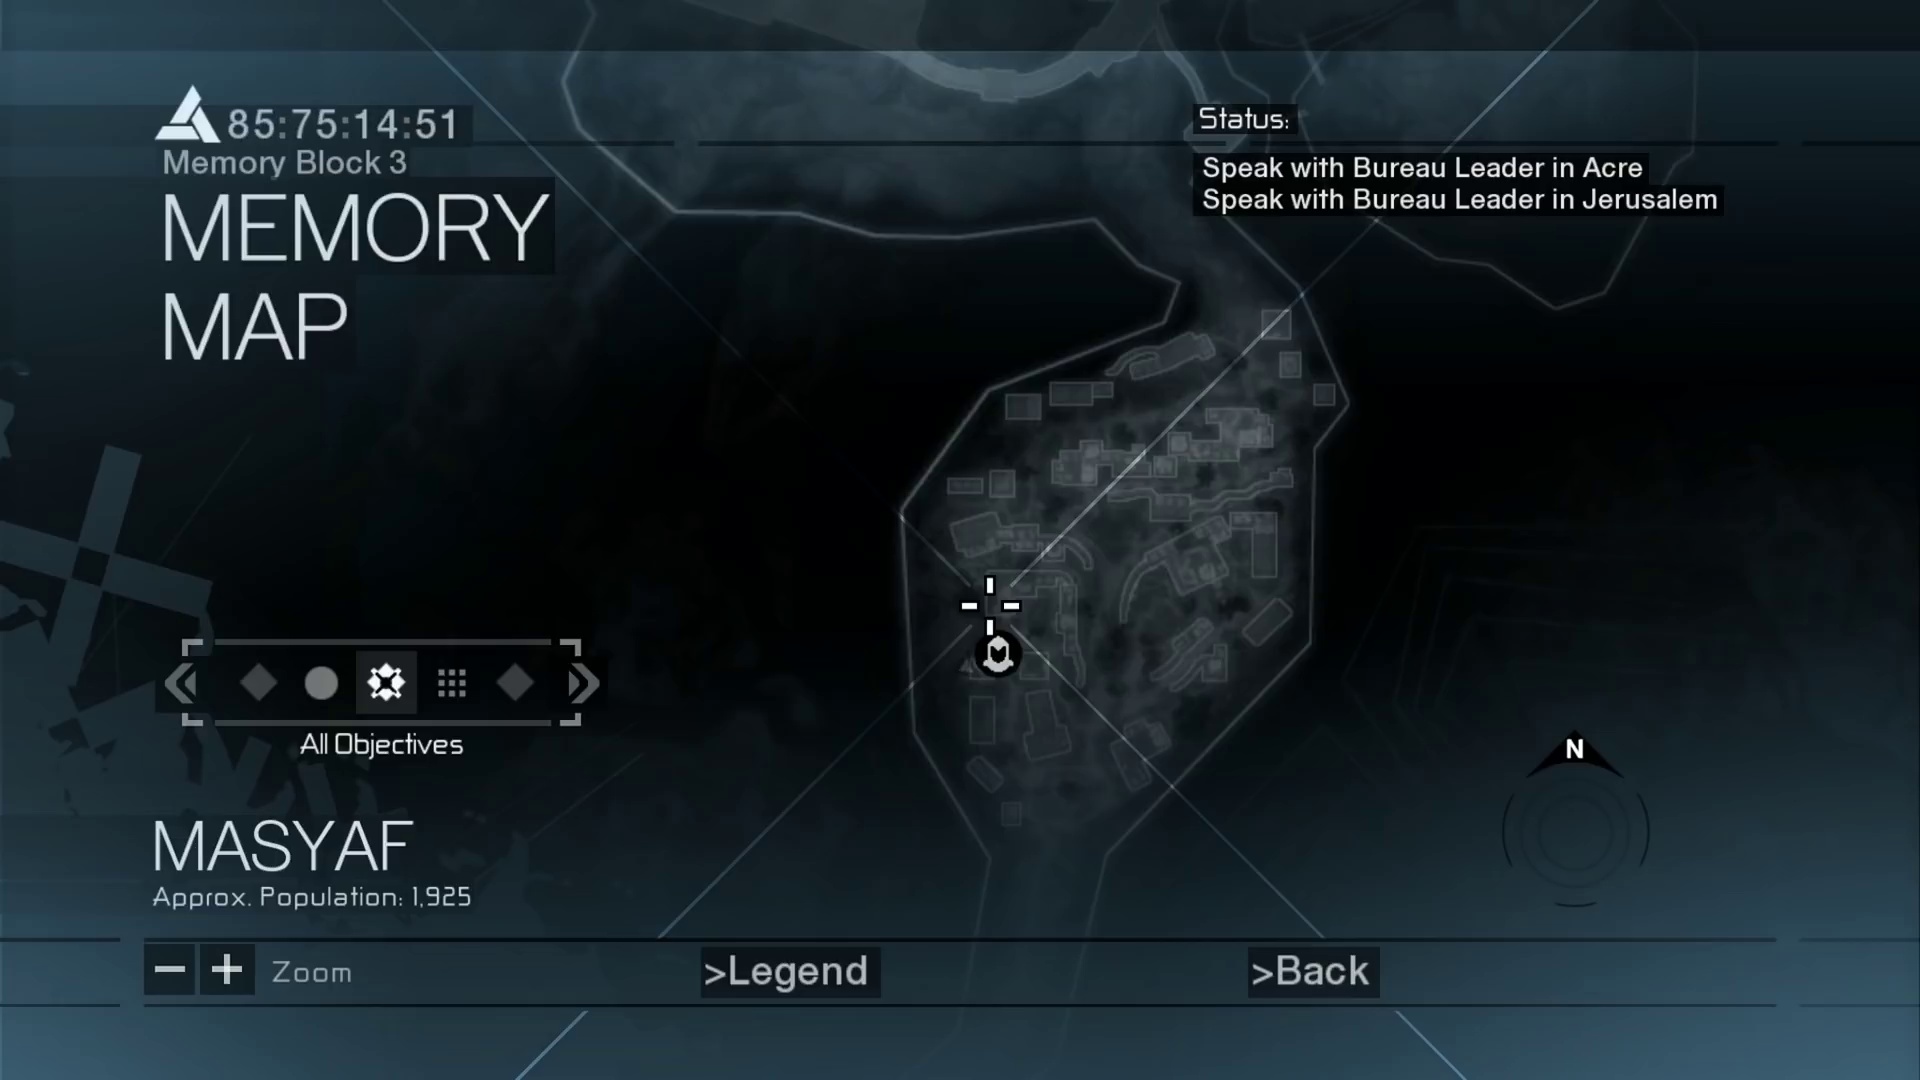 85:75:14:51
Memory Block 3
MEMORY
MAP
Status:
Speak with Bureau Leader in Acre
Speak with Bureau Leader in Jerusalem
All Objectives
N
MASYAF
Approx. Population: 1,925
Zoom
>Legend
>Back